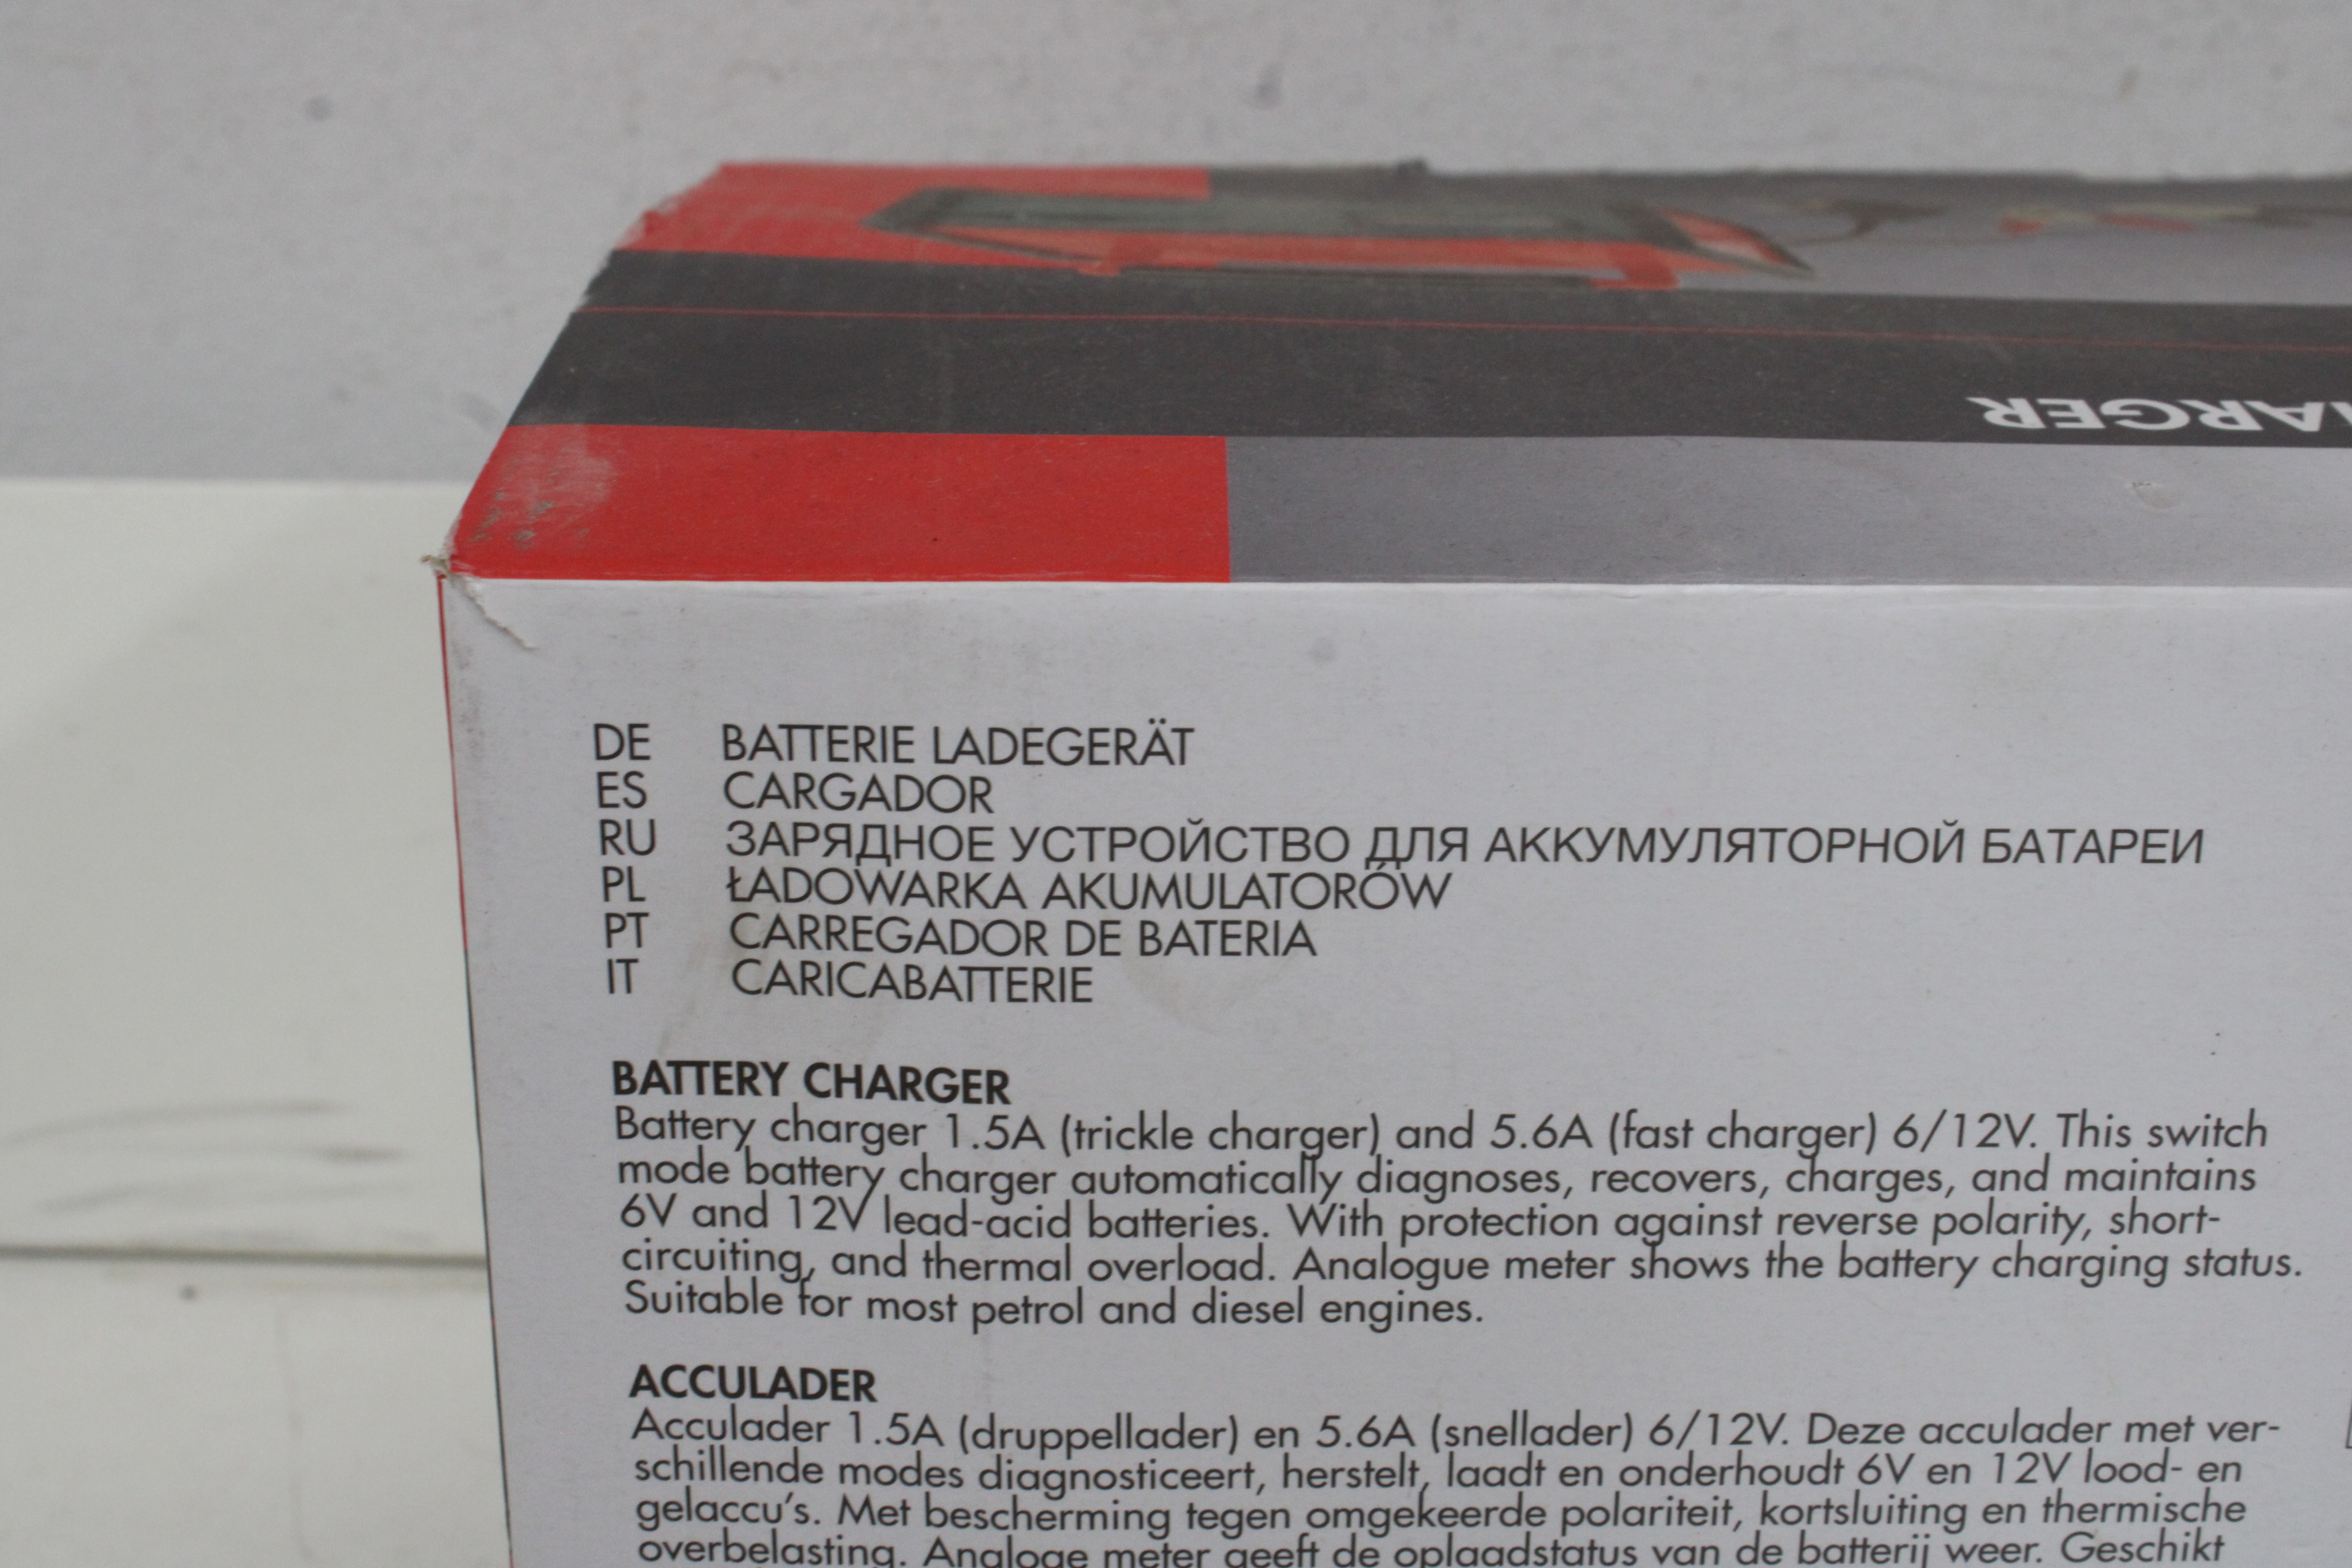 HARGER
DE BATTERIE LADEGERÄT
ES CARGADOR
RU ЗАРЯДНОЕ УСТРОЙСТВО ДЛЯ АККУМУЛЯТОРНОЙ БАТАРЕИ
PL ŁADOWARKA AKUMULATORÓW
PT CARREGADOR DE BATERIA
IT CARICABATTERIE
BATTERY CHARGER
Battery charger 1.5A (trickle charger) and 5.6A (fast charger) 6/12V. This switch
mode battery charger automatically diagnoses, recovers, charges, and maintains
6V and 12V lead-acid batteries. With protection against reverse polarity, short-
circuiting, and thermal overload. Analogue meter shows the battery charging status.
Suitable for most petrol and diesel engines.
ACCULADER
Acculader 1.5A (druppellader) en 5.6A (snellader) 6/12V. Deze acculader met ver-
schillende modes diagnosticeert, herstelt, laadt en onderhoudt 6V en 12V lood- en
gelaccu's. Met bescherming tegen omgekeerde polariteit, kortsluiting en thermische
overbelasting. Analoge meter geeft de oplaadstatus van de batterij weer. Geschikt